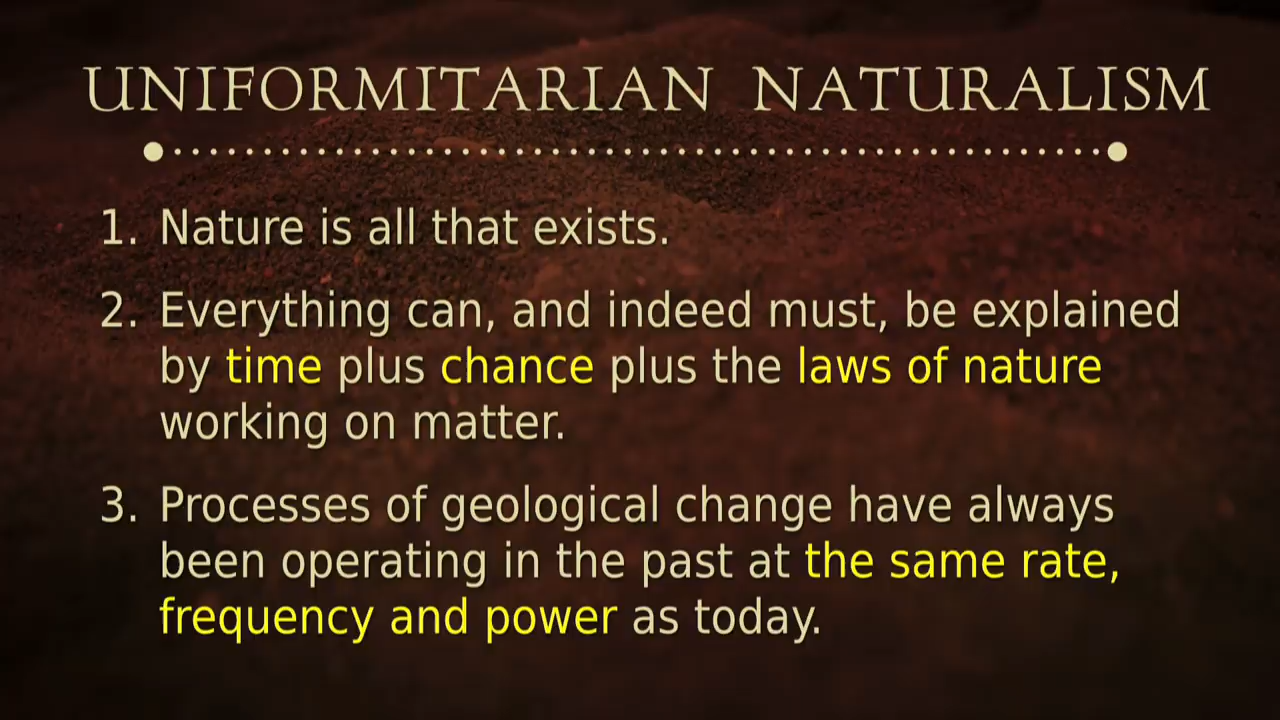 UNIFORMITARIAN NATURALISM
1. Nature is all that exists.
2. Everything can, and indeed must, be explained
by time plus chance plus the laws of nature
working on matter.
3. Processes of geological change have always
been operating in the past at the same rate,
frequency and power as today.